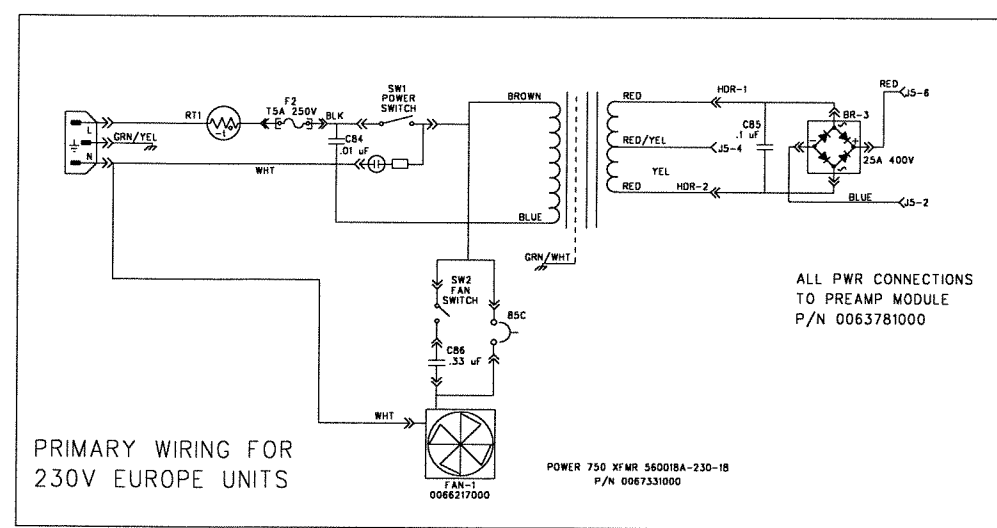 SW1
POWER
SWITCH
F2
T5A 250V
RT1
-t
BLK
BROWN
RED
HDR-1
RED
J5-6
BR-3
L
GRN/YEL
N
C84
.01 uF
WHT
RED/YEL
J5-4
YEL
C85
.1 uF
- +
25A 400V
RED
HDR-2
BLUE
J5-2
BLUE
GRN/WHT
SW2
FAN
SWITCH
85C
C86
.33 uF
ALL PWR CONNECTIONS
TO PREAMP MODULE
P/N 0063781000
WHT
PRIMARY WIRING FOR
230V EUROPE UNITS
FAN-1
0066217000
POWER 750 XFMR 560018A-230-18
P/N 0067331000